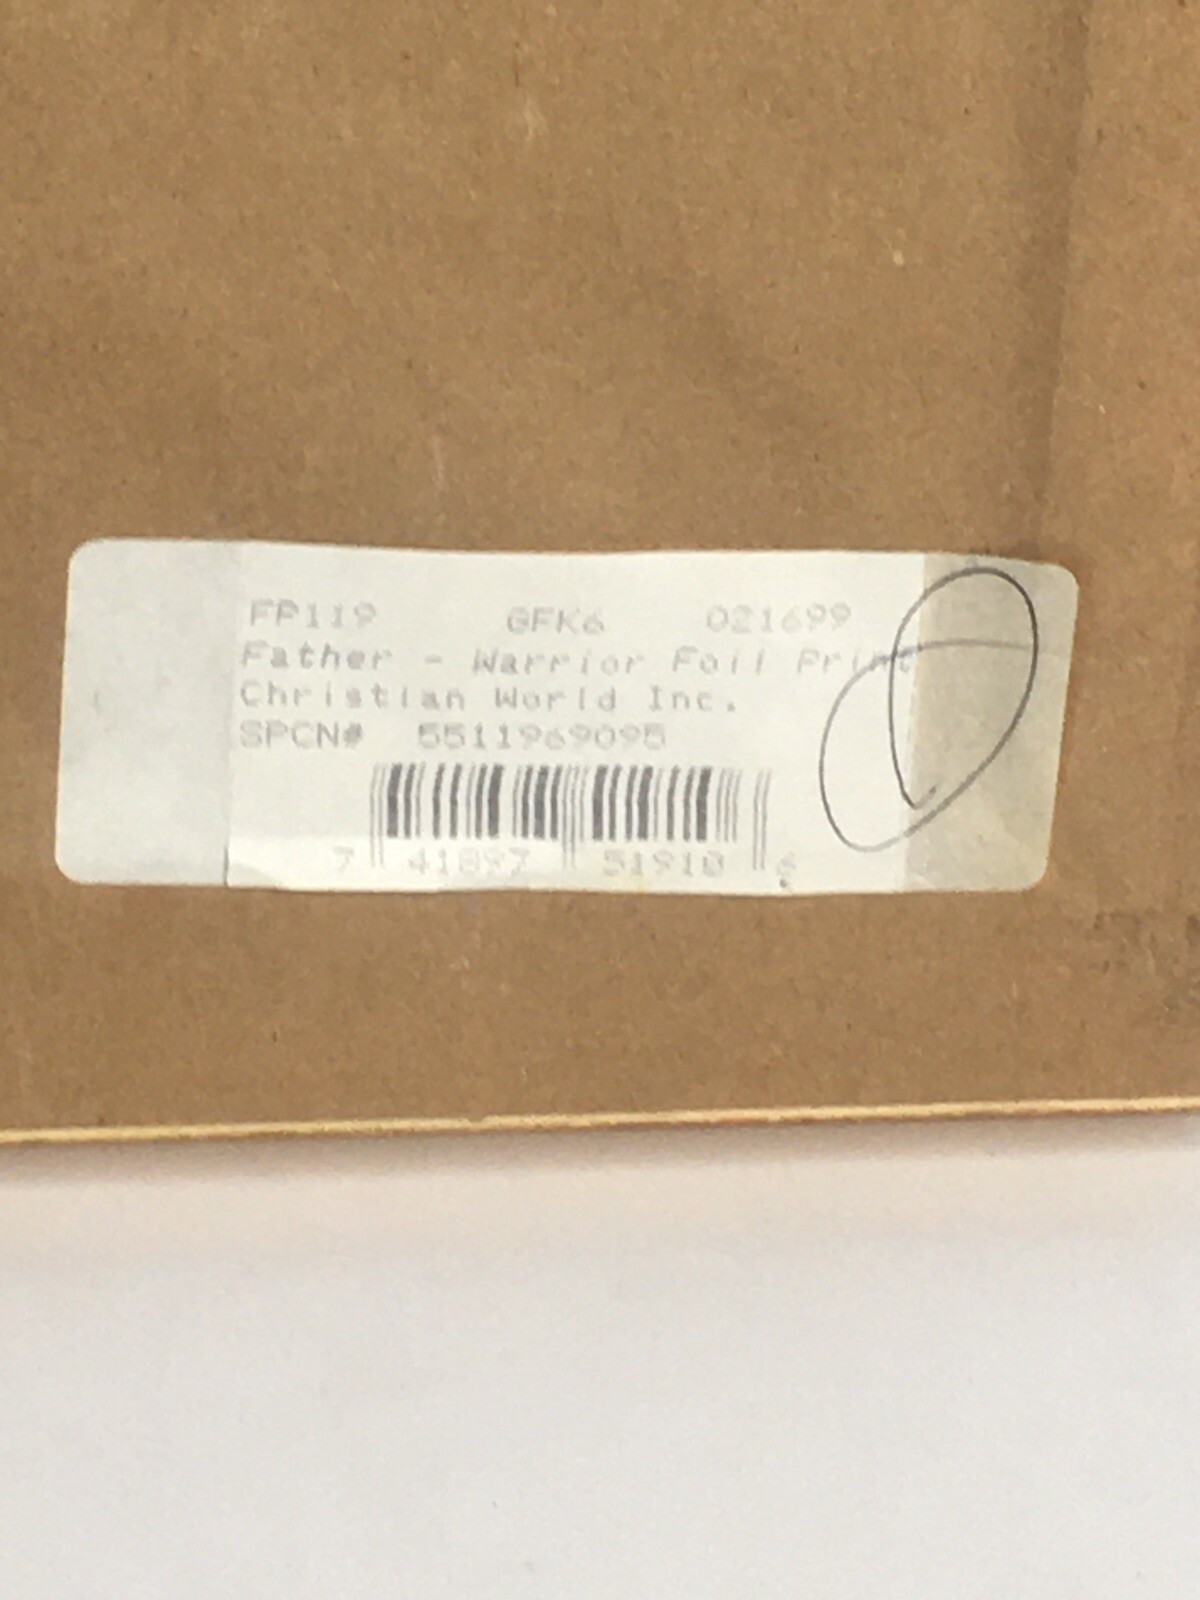 FP119 GFK6 021699
Father - Warrior Foil Print
Christian World Inc.
SPCN# 5511969095
7 41897 51910 6